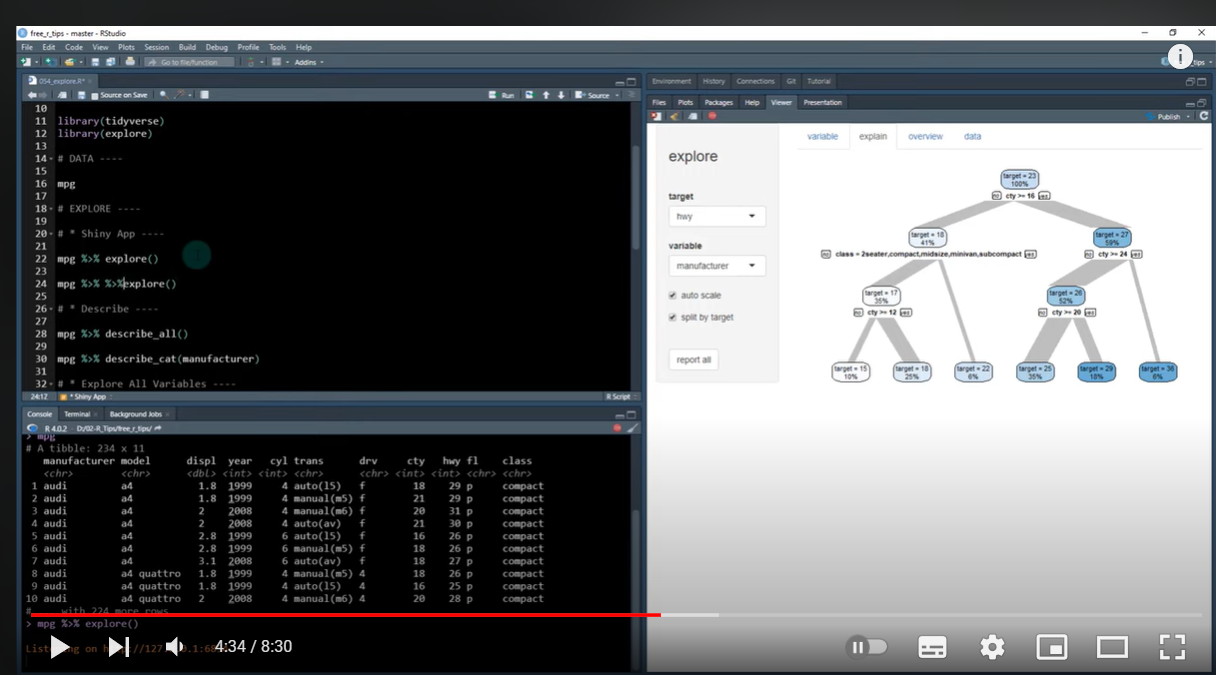 free_r_tips - master - RStudio
File Edit Code View Plots Session Build Debug Profile Tools Help
Go to file/function Addins
054_explore.R*
Source on Save Run Source
10
11 library(tidyverse)
12 library(explore)
13
14 # DATA ----
15
16 mpg
17
18 # EXPLORE ----
19
20 # * Shiny App ----
21
22 mpg %>% explore()
23
24 mpg %>% %>%explore()
25
26 # * Describe ----
27
28 mpg %>% describe_all()
29
30 mpg %>% describe_cat(manufacturer)
31
32 # * Explore All Variables ----
24:12 * Shiny App R Script
Console Terminal Background Jobs
R 4.0.2 · D:/02-R_Tips/free_r_tips/
> mpg
# A tibble: 234 x 11
manufacturer model displ year cyl trans drv cty hwy fl class
<chr> <chr> <dbl> <int> <int> <chr> <chr> <int> <int> <chr> <chr>
1 audi a4 1.8 1999 4 auto(l5) f 18 29 p compact
2 audi a4 1.8 1999 4 manual(m5) f 21 29 p compact
3 audi a4 2 2008 4 manual(m6) f 20 31 p compact
4 audi a4 2 2008 4 auto(av) f 21 30 p compact
5 audi a4 2.8 1999 6 auto(l5) f 16 26 p compact
6 audi a4 2.8 1999 6 manual(m5) f 18 26 p compact
7 audi a4 3.1 2008 6 auto(av) f 18 27 p compact
8 audi a4 quattro 1.8 1999 4 manual(m5) 4 18 26 p compact
9 audi a4 quattro 1.8 1999 4 auto(l5) 4 16 25 p compact
10 audi a4 quattro 2 2008 4 manual(m6) 4 20 28 p compact
# with 224 more rows
> mpg %>% explore()
Listening on
4:34 / 8:30
Environment History Connections Git Tutorial
Files Plots Packages Help Viewer Presentation
Publish
explore
target
hwy
variable
manufacturer
auto scale
split by target
report all
variable explain overview data
target = 23
100%
no cty >= 16 yes
target = 18
41%
target = 27
59%
no class = 2seater,compact,midsize,minivan,subcompact yes
no cty >= 24 yes
target = 17
35%
target = 26
52%
no cty >= 12 yes
no cty >= 20 yes
target = 15
10%
target = 18
25%
target = 22
6%
target = 25
35%
target = 29
18%
target = 36
6%